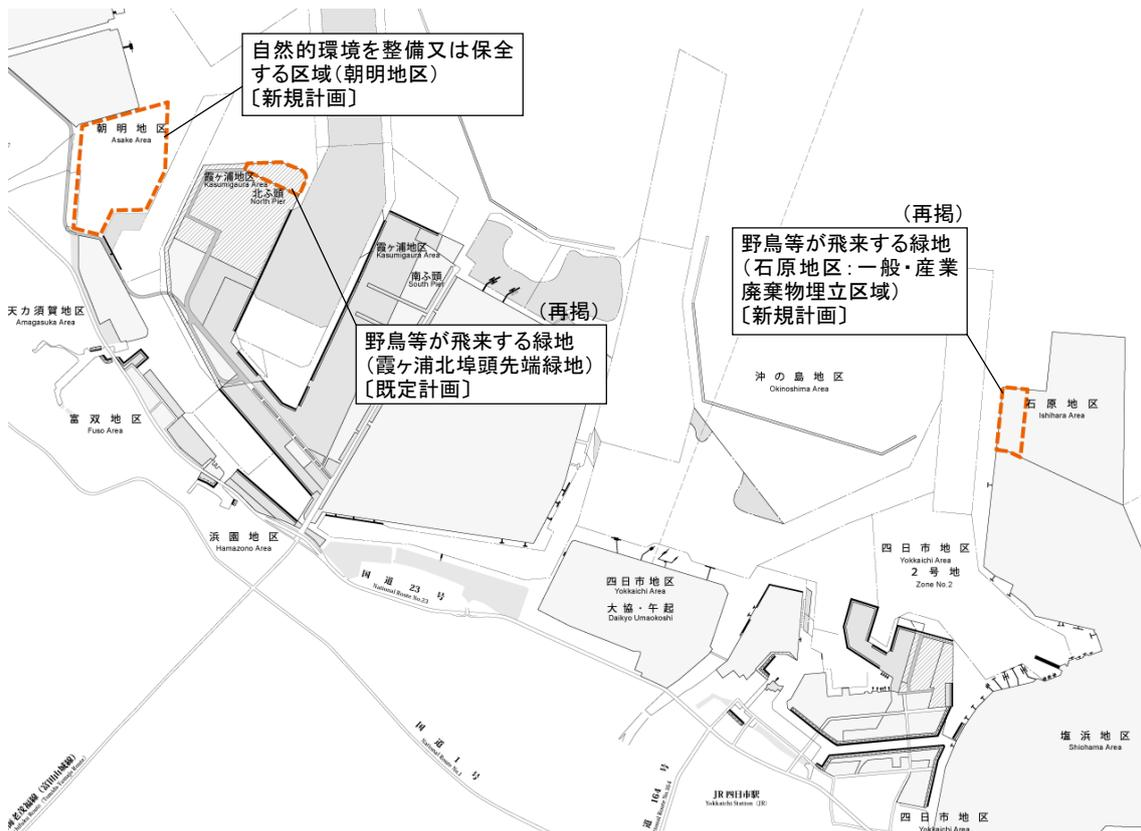 自然的環境を整備又は保全
する区域(朝明地区)
〔新規計画〕
朝明地区
Asake Area
霞ヶ浦地区
Kasumigaura Area
北ふ頭
North Pier
霞ヶ浦地区
Kasumigaura Area
南ふ頭
South Pier
(再掲)
野鳥等が飛来する緑地
(霞ヶ浦北埠頭先端緑地)
〔既定計画〕
(再掲)
野鳥等が飛来する緑地
(石原地区:一般・産業
廃棄物埋立区域)
〔新規計画〕
天カ須賀地区
Amagasuka Area
富双地区
Fuso Area
沖の島地区
Okinoshima Area
石原地区
Ishihara Area
浜園地区
Hamazono Area
国道23号
National Route No.23
四日市地区
Yokkaichi Area
大協・午起
Daikyo Umaokoshi
四日市地区
Yokkaichi Area
2号地
Zone No.2
塩浜地区
Shiohama Area
国道1号
National Route No.1
道164号
National Route No.164
JR四日市駅
Yokkaichi Station (JR)
四日市地区
Yokkaichi Area